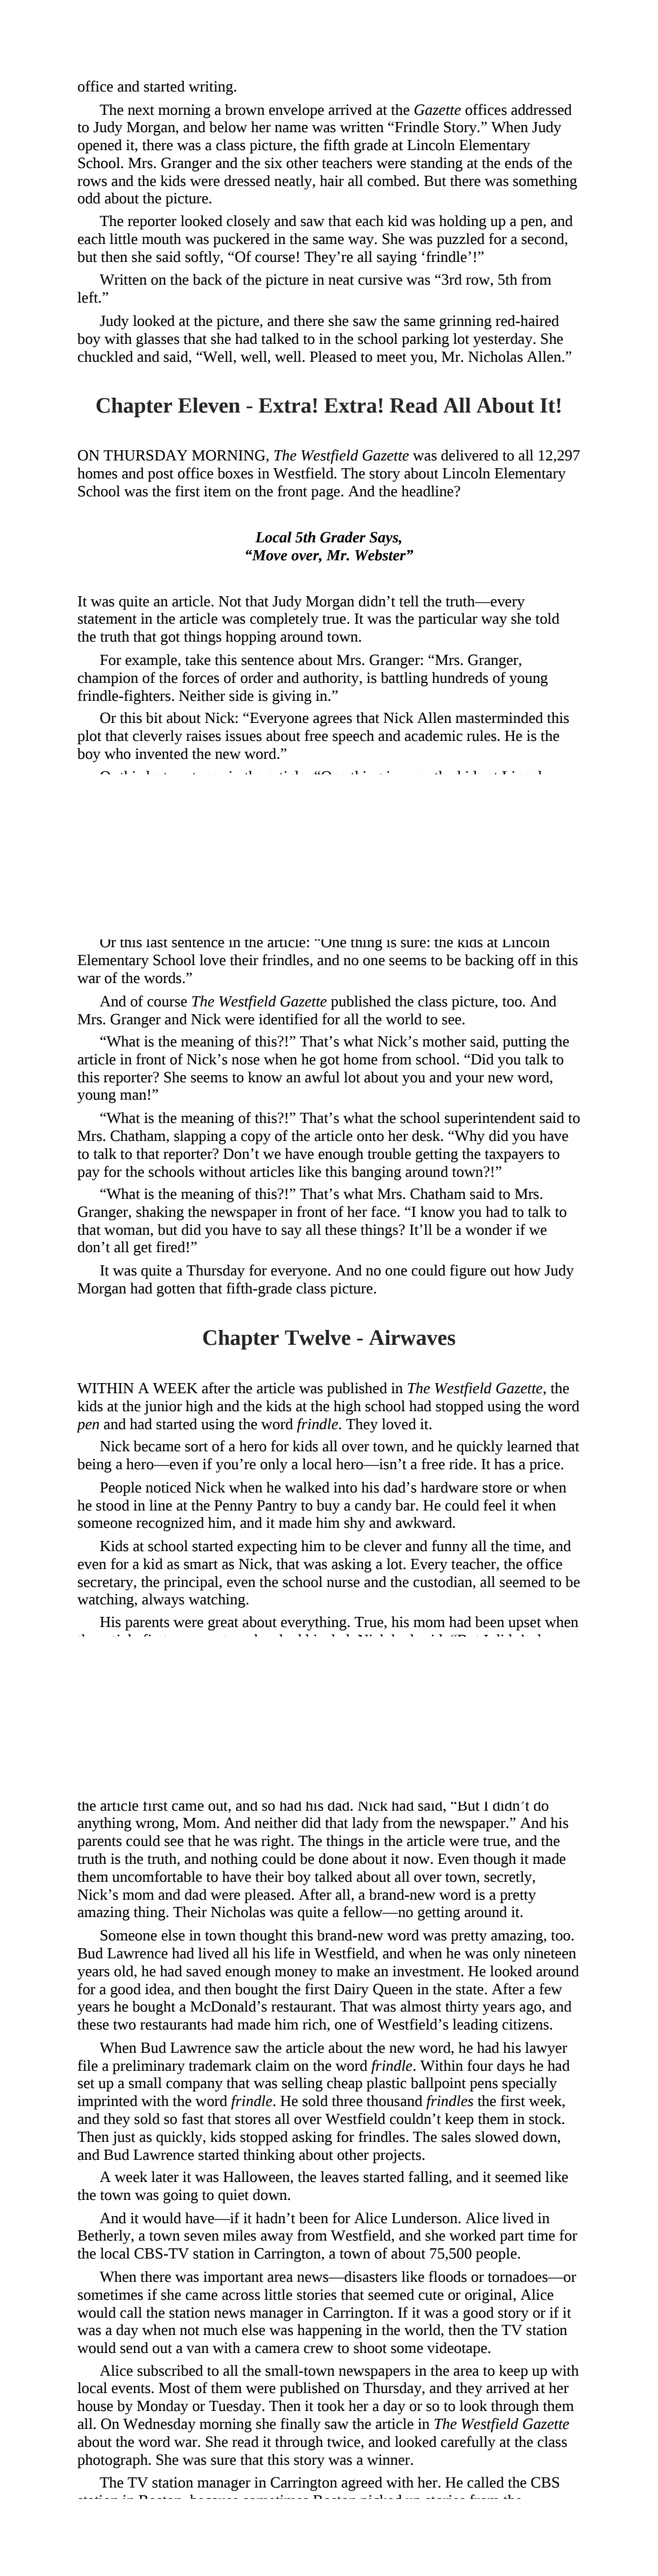 office and started writing.
The next morning a brown envelope arrived at the Gazette offices addressed
to Judy Morgan, and below her name was written “Frindle Story.” When Judy
opened it, there was a class picture, the fifth grade at Lincoln Elementary
School. Mrs. Granger and the six other teachers were standing at the ends of the
rows and the kids were dressed neatly, hair all combed. But there was something
odd about the picture.
The reporter looked closely and saw that each kid was holding up a pen, and
each little mouth was puckered in the same way. She was puzzled for a second,
but then she said softly, “Of course! They’re all saying ‘frindle’!”
Written on the back of the picture in neat cursive was “3rd row, 5th from
left.”
Judy looked at the picture, and there she saw the same grinning red-haired
boy with glasses that she had talked to in the school parking lot yesterday. She
chuckled and said, “Well, well, well. Pleased to meet you, Mr. Nicholas Allen.”
Chapter Eleven - Extra! Extra! Read All About It!
ON THURSDAY MORNING, The Westfield Gazette was delivered to all 12,297
homes and post office boxes in Westfield. The story about Lincoln Elementary
School was the first item on the front page. And the headline?
Local 5th Grader Says,
“Move over, Mr. Webster”
It was quite an article. Not that Judy Morgan didn’t tell the truth—every
statement in the article was completely true. It was the particular way she told
the truth that got things hopping around town.
For example, take this sentence about Mrs. Granger: “Mrs. Granger,
champion of the forces of order and authority, is battling hundreds of young
frindle-fighters. Neither side is giving in.”
Or this bit about Nick: “Everyone agrees that Nick Allen masterminded this
plot that cleverly raises issues about free speech and academic rules. He is the
boy who invented the new word.”
Or this last sentence in the article: “One thing is sure: the kids at Lincoln
Or this last sentence in the article: “One thing is sure: the kids at Lincoln
Elementary School love their frindles, and no one seems to be backing off in this
war of the words.”
And of course The Westfield Gazette published the class picture, too. And
Mrs. Granger and Nick were identified for all the world to see.
“What is the meaning of this?!” That’s what Nick’s mother said, putting the
article in front of Nick’s nose when he got home from school. “Did you talk to
this reporter? She seems to know an awful lot about you and your new word,
young man!”
“What is the meaning of this?!” That’s what the school superintendent said to
Mrs. Chatham, slapping a copy of the article onto her desk. “Why did you have
to talk to that reporter? Don’t we have enough trouble getting the taxpayers to
pay for the schools without articles like this banging around town?!”
“What is the meaning of this?!” That’s what Mrs. Chatham said to Mrs.
Granger, shaking the newspaper in front of her face. “I know you had to talk to
that woman, but did you have to say all these things? It’ll be a wonder if we
don’t all get fired!”
It was quite a Thursday for everyone. And no one could figure out how Judy
Morgan had gotten that fifth-grade class picture.
Chapter Twelve - Airwaves
WITHIN A WEEK after the article was published in The Westfield Gazette, the
kids at the junior high and the kids at the high school had stopped using the word
pen and had started using the word frindle. They loved it.
Nick became sort of a hero for kids all over town, and he quickly learned that
being a hero—even if you’re only a local hero—isn’t a free ride. It has a price.
People noticed Nick when he walked into his dad’s hardware store or when
he stood in line at the Penny Pantry to buy a candy bar. He could feel it when
someone recognized him, and it made him shy and awkward.
Kids at school started expecting him to be clever and funny all the time, and
even for a kid as smart as Nick, that was asking a lot. Every teacher, the office
secretary, the principal, even the school nurse and the custodian, all seemed to be
watching, always watching.
His parents were great about everything. True, his mom had been upset when
the article first came out, and so had his dad. Nick had said, “But I didn’t do
anything wrong, Mom. And neither did that lady from the newspaper.” And his
parents could see that he was right. The things in the article were true, and the
truth is the truth, and nothing could be done about it now. Even though it made
them uncomfortable to have their boy talked about all over town, secretly,
Nick’s mom and dad were pleased. After all, a brand-new word is a pretty
amazing thing. Their Nicholas was quite a fellow—no getting around it.
Someone else in town thought this brand-new word was pretty amazing, too.
Bud Lawrence had lived all his life in Westfield, and when he was only nineteen
years old, he had saved enough money to make an investment. He looked around
for a good idea, and then bought the first Dairy Queen in the state. After a few
years he bought a McDonald’s restaurant. That was almost thirty years ago, and
these two restaurants had made him rich, one of Westfield’s leading citizens.
When Bud Lawrence saw the article about the new word, he had his lawyer
file a preliminary trademark claim on the word frindle. Within four days he had
set up a small company that was selling cheap plastic ballpoint pens specially
imprinted with the word frindle. He sold three thousand frindles the first week,
and they sold so fast that stores all over Westfield couldn’t keep them in stock.
Then just as quickly, kids stopped asking for frindles. The sales slowed down,
and Bud Lawrence started thinking about other projects.
A week later it was Halloween, the leaves started falling, and it seemed like
the town was going to quiet down.
And it would have—if it hadn’t been for Alice Lunderson. Alice lived in
Betherly, a town seven miles away from Westfield, and she worked part time for
the local CBS-TV station in Carrington, a town of about 75,500 people.
When there was important area news—disasters like floods or tornadoes—or
sometimes if she came across little stories that seemed cute or original, Alice
would call the station news manager in Carrington. If it was a good story or if it
was a day when not much else was happening in the world, then the TV station
would send out a van with a camera crew to shoot some videotape.
Alice subscribed to all the small-town newspapers in the area to keep up with
local events. Most of them were published on Thursday, and they arrived at her
house by Monday or Tuesday. Then it took her a day or so to look through them
all. On Wednesday morning she finally saw the article in The Westfield Gazette
about the word war. She read it through twice, and looked carefully at the class
photograph. She was sure that this story was a winner.
The TV station manager in Carrington agreed with her. He called the CBS